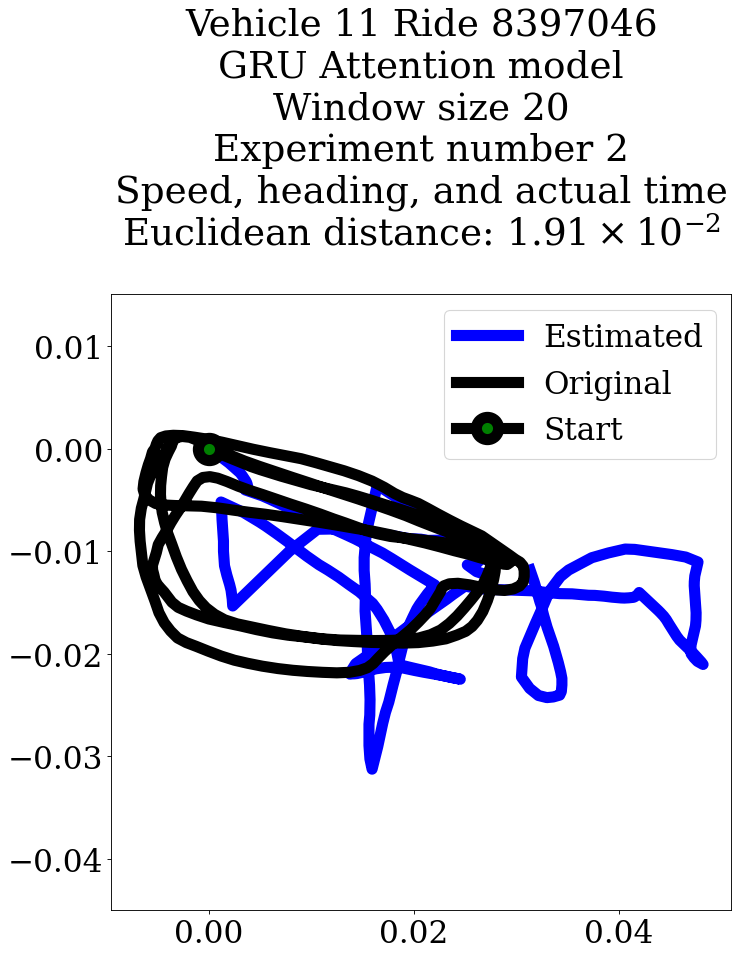 Vehicle 11 Ride 8397046
GRU Attention model
Window size 20
Experiment number 2
Speed, heading, and actual time
Euclidean distance: 1.91 × 10⁻²
Estimated
Original
Start
0.01
0.00
−0.01
−0.02
−0.03
−0.04
0.00 0.02 0.04